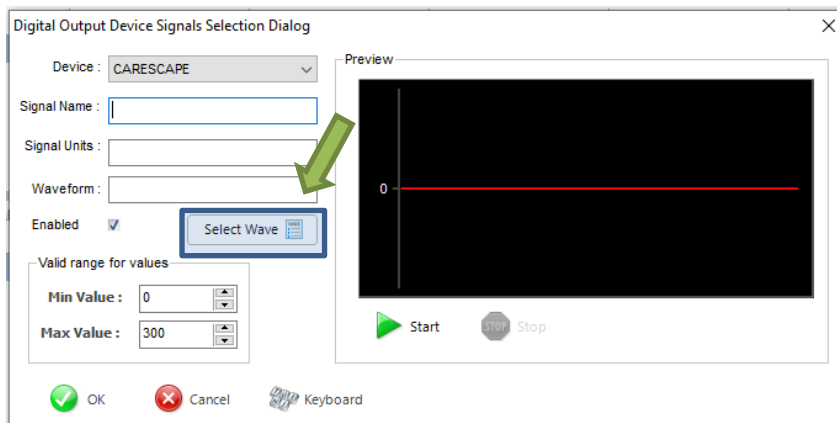 Digital Output Device Signals Selection Dialog
Device : CARESCAPE
Signal Name :
Signal Units :
Waveform :
Enabled
Select Wave
Valid range for values
Min Value : 0
Max Value : 300
OK Cancel Keyboard
Preview
0
Start STOP Stop